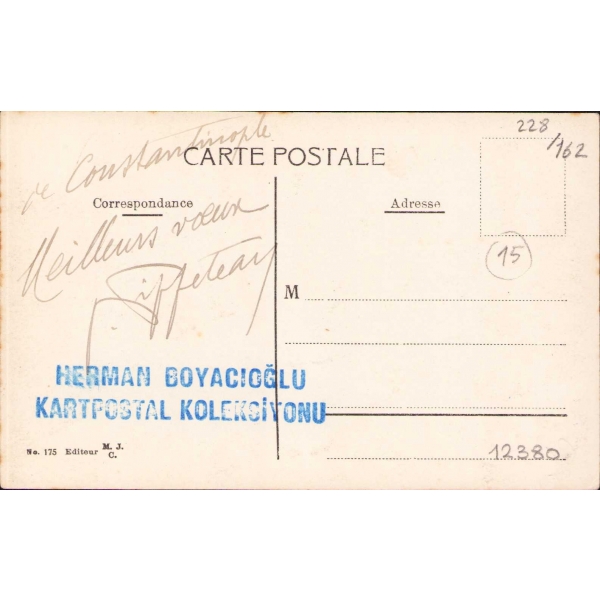 228
/162
CARTE POSTALE
de Constantinople
Correspondance
Adresse
Meilleurs vœux
15
M
HERMAN BOYACIOĞLU
KARTPOSTAL KOLEKSİYONU
No. 175 Editeur M. J. C.
12380